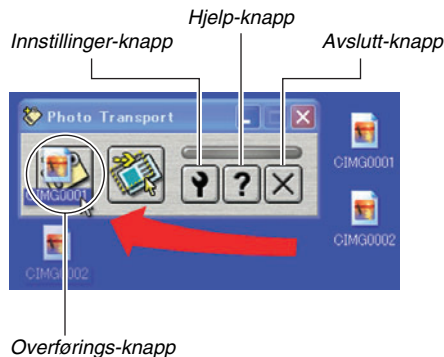 Hjelp-knapp
Innstillinger-knapp
Avslutt-knapp
Photo Transport
?
CIMG0001
CIMG0001
CIMG0002
CIMG0002
Overførings-knapp